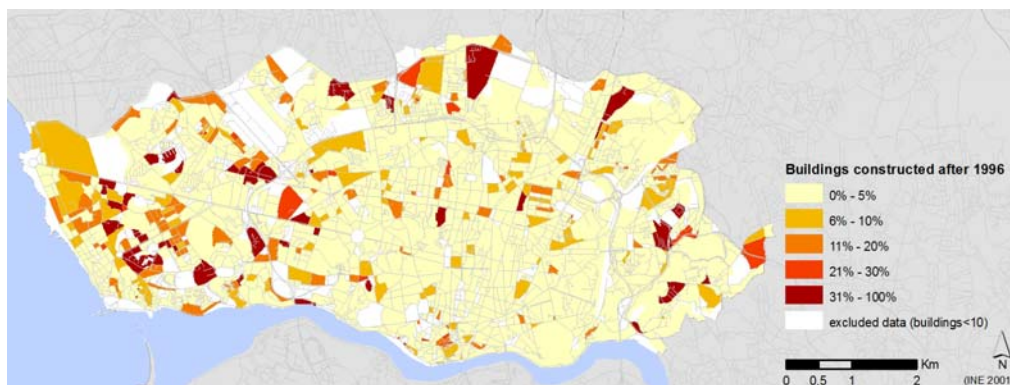 Buildings constructed after 1996
0% - 5%
6% - 10%
11% - 20%
21% - 30%
31% - 100%
excluded data (buildings<10)
Km
0 0.5 1 2
N
(INE 2001)